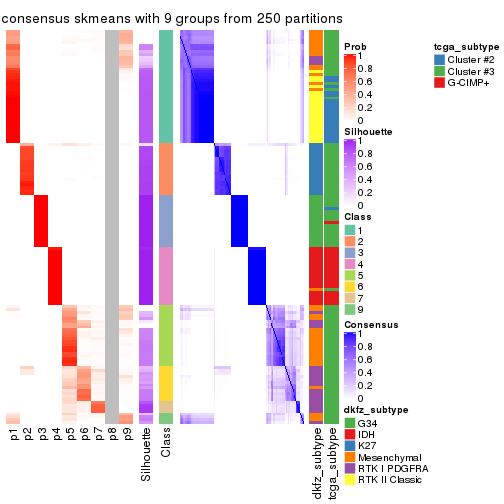 consensus skmeans with 9 groups from 250 partitions
Prob
1
0.8
0.6
0.4
0.2
0
Silhouette
1
0.8
0.6
0.4
0.2
0
Class
1
2
3
4
5
6
7
9
Consensus
1
0.8
0.6
0.4
0.2
0
dkfz_subtype
G34
IDH
K27
Mesenchymal
RTK I PDGFRA
RTK II Classic
tcga_subtype
Cluster #2
Cluster #3
G-CIMP+
p1
p2
p3
p4
p5
p6
p7
p8
p9
Silhouette
Class
dkfz_subtype
tcga_subtype